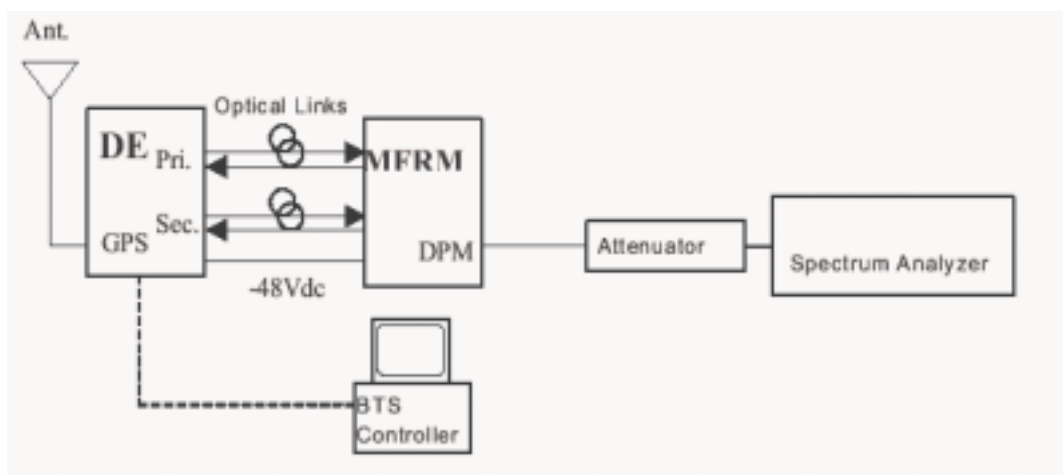 Ant.
Optical Links
DE
Pri.
MFRM
Sec.
GPS
DPM
Attenuator
Spectrum Analyzer
-48Vdc
BTS
Controller